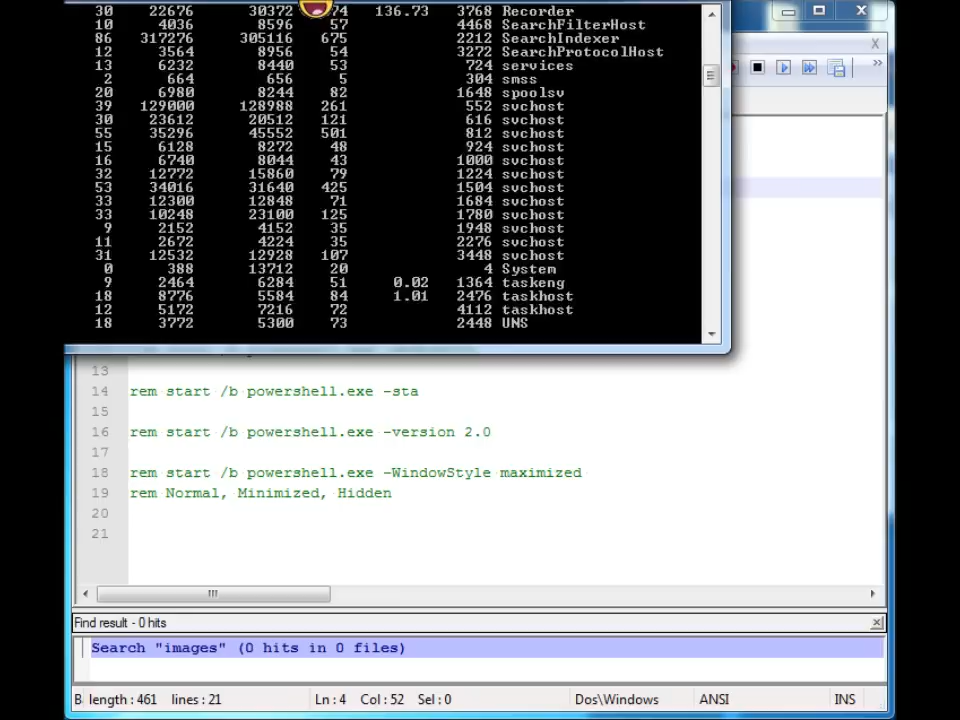 30 22676 30372 74 136.73 3768 Recorder
10 4036 8596 57 4468 SearchFilterHost
86 317276 305116 675 2212 SearchIndexer
12 3564 8956 54 3272 SearchProtocolHost
13 6232 8440 53 724 services
2 664 656 5 304 smss
20 6980 8244 82 1648 spoolsv
39 129000 128988 261 552 svchost
30 23612 20512 121 616 svchost
55 35296 45552 501 812 svchost
15 6128 8272 48 924 svchost
16 6740 8044 43 1000 svchost
32 12772 15860 79 1224 svchost
53 34016 31640 425 1504 svchost
33 12300 12848 71 1684 svchost
33 10248 23100 125 1780 svchost
9 2152 4152 35 1948 svchost
11 2672 4224 35 2276 svchost
31 12532 12928 107 3448 svchost
0 388 13712 20 4 System
9 2464 6284 51 0.02 1364 taskeng
18 8776 5584 84 1.01 2476 taskhost
12 5172 7216 72 4112 taskhost
18 3772 5300 73 2448 UNS
13
14 rem start /b powershell.exe -sta
15
16 rem start /b powershell.exe -version 2.0
17
18 rem start /b powershell.exe -WindowStyle maximized
19 rem Normal, Minimized, Hidden
20
21
Find result - 0 hits
Search "images" (0 hits in 0 files)
B length : 461 lines : 21 Ln : 4 Col : 52 Sel : 0 Dos\Windows ANSI INS